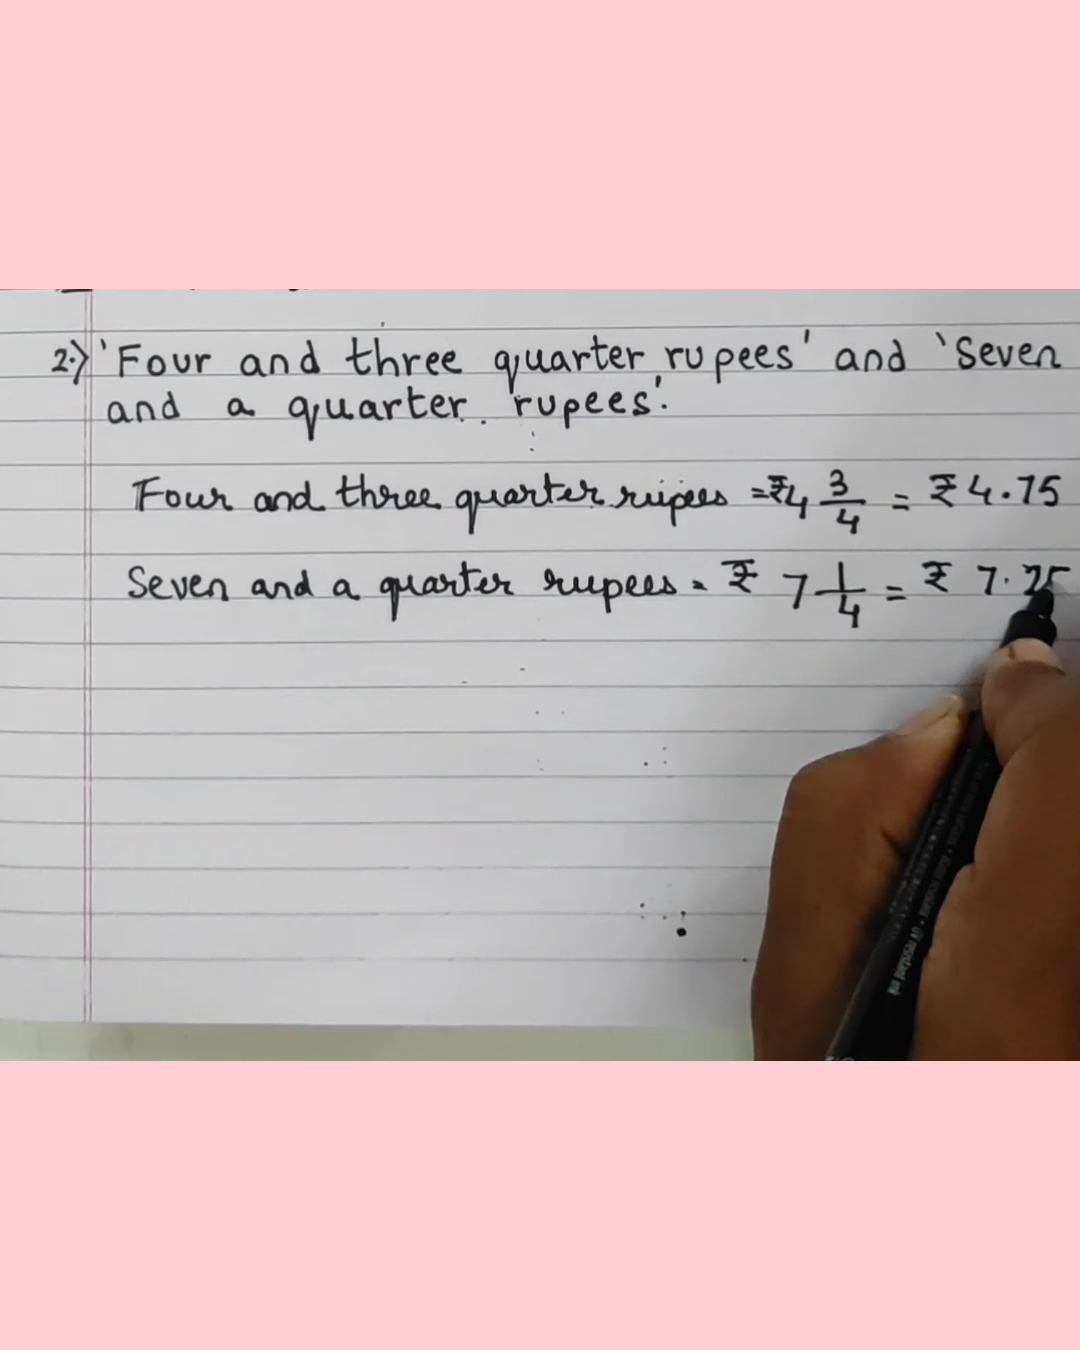 2.) 'Four and three quarter rupees' and 'Seven
and a quarter rupees'.
Four and three quarter rupees = ₹4 3/4 = ₹4.75
Seven and a quarter rupees = ₹ 7 1/4 = ₹ 7.25